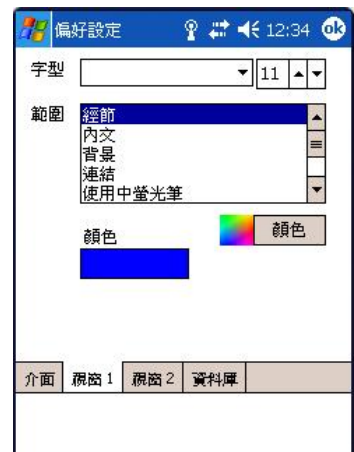 偏好設定 12:34 ok
字型 11
範圍 經節
內文
背景
連結
使用中螢光筆
顏色 顏色
介面 視窗 1 視窗 2 資料庫